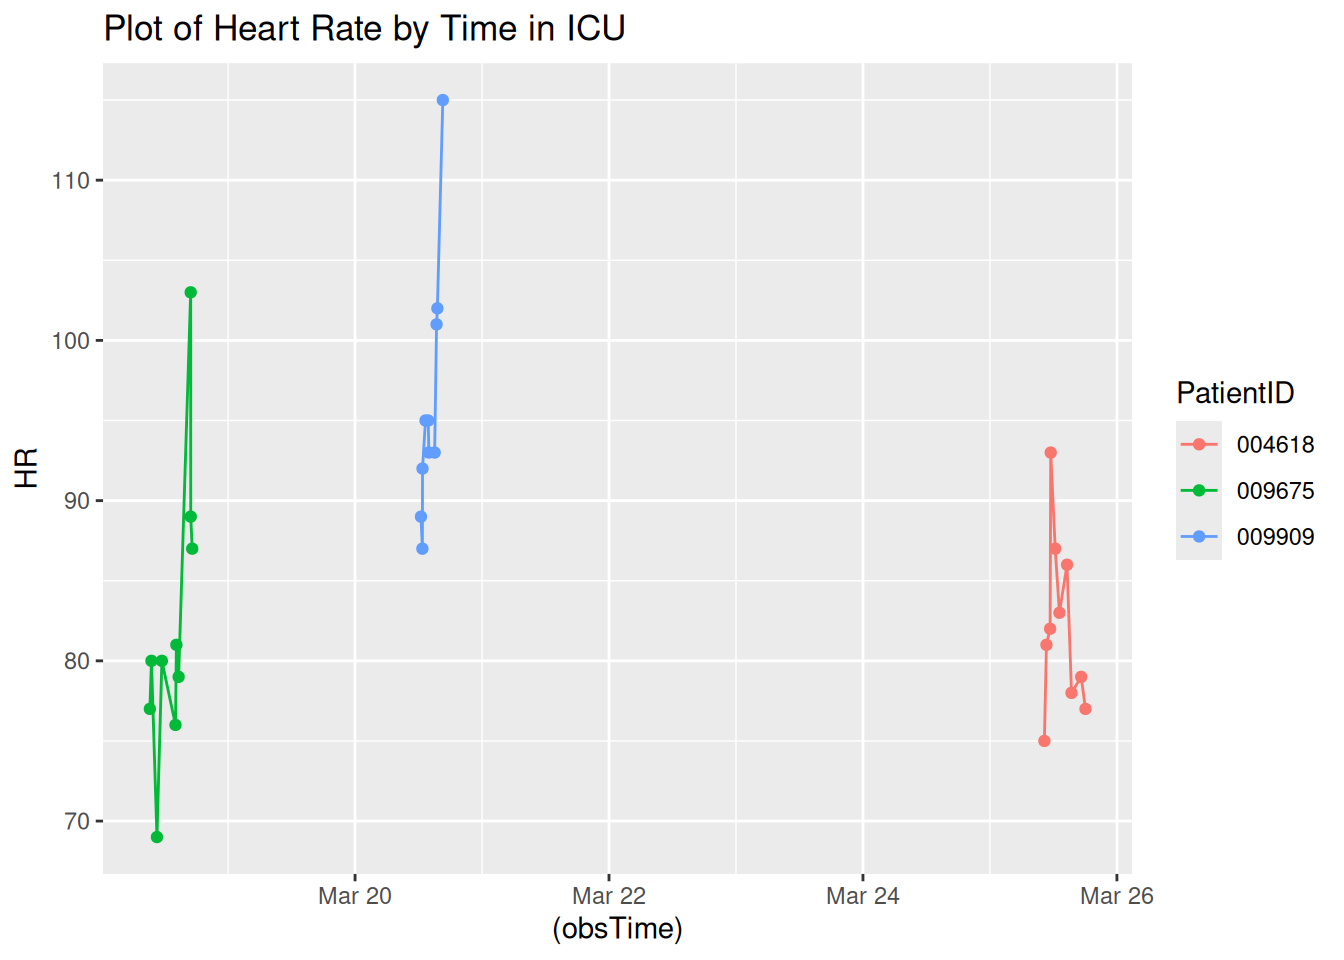 Plot of Heart Rate by Time in ICU
110
100
90
80
70
HR
Mar 20
Mar 22
Mar 24
Mar 26
(obsTime)
PatientID
004618
009675
009909